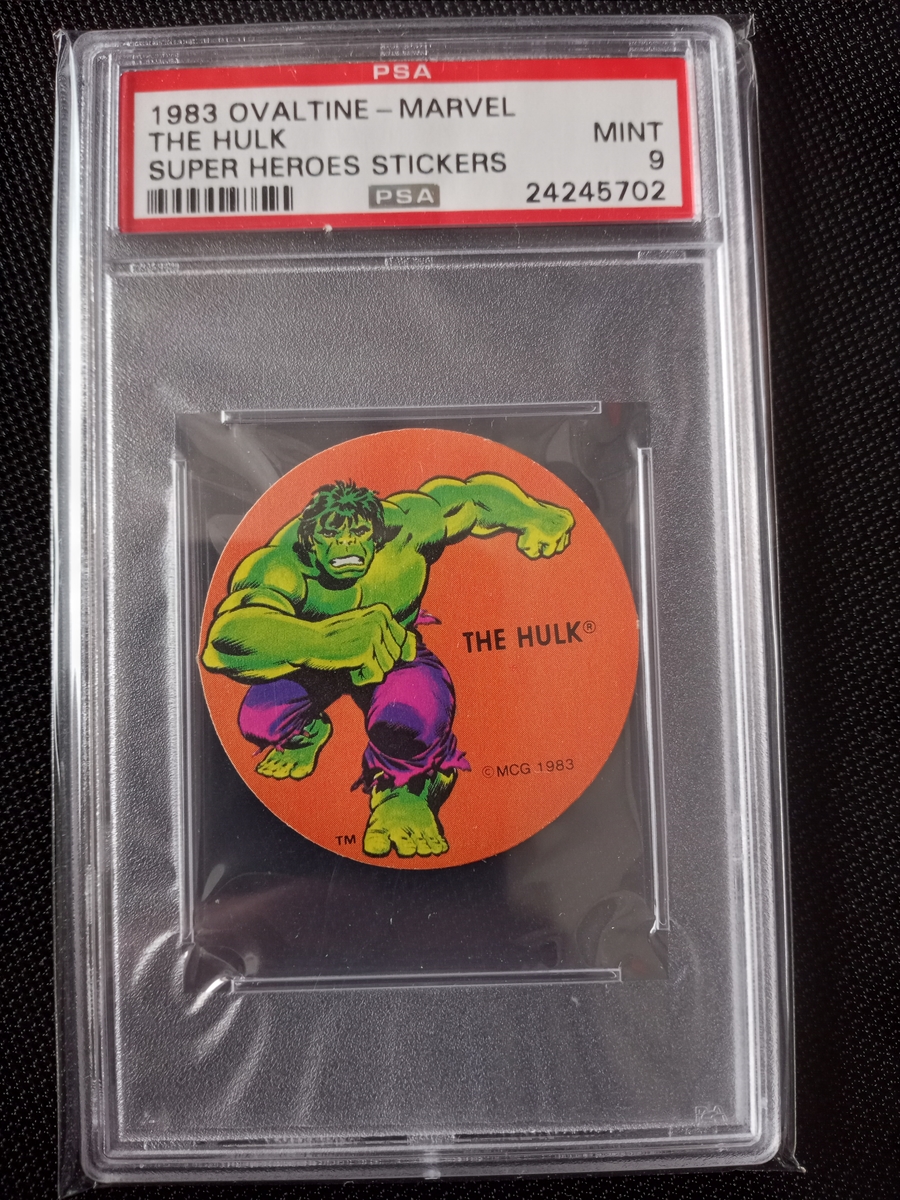 PSA
1983 OVALTINE – MARVEL
THE HULK
MINT
SUPER HEROES STICKERS
9
PSA
24245702
THE HULK®
©MCG 1983
TM